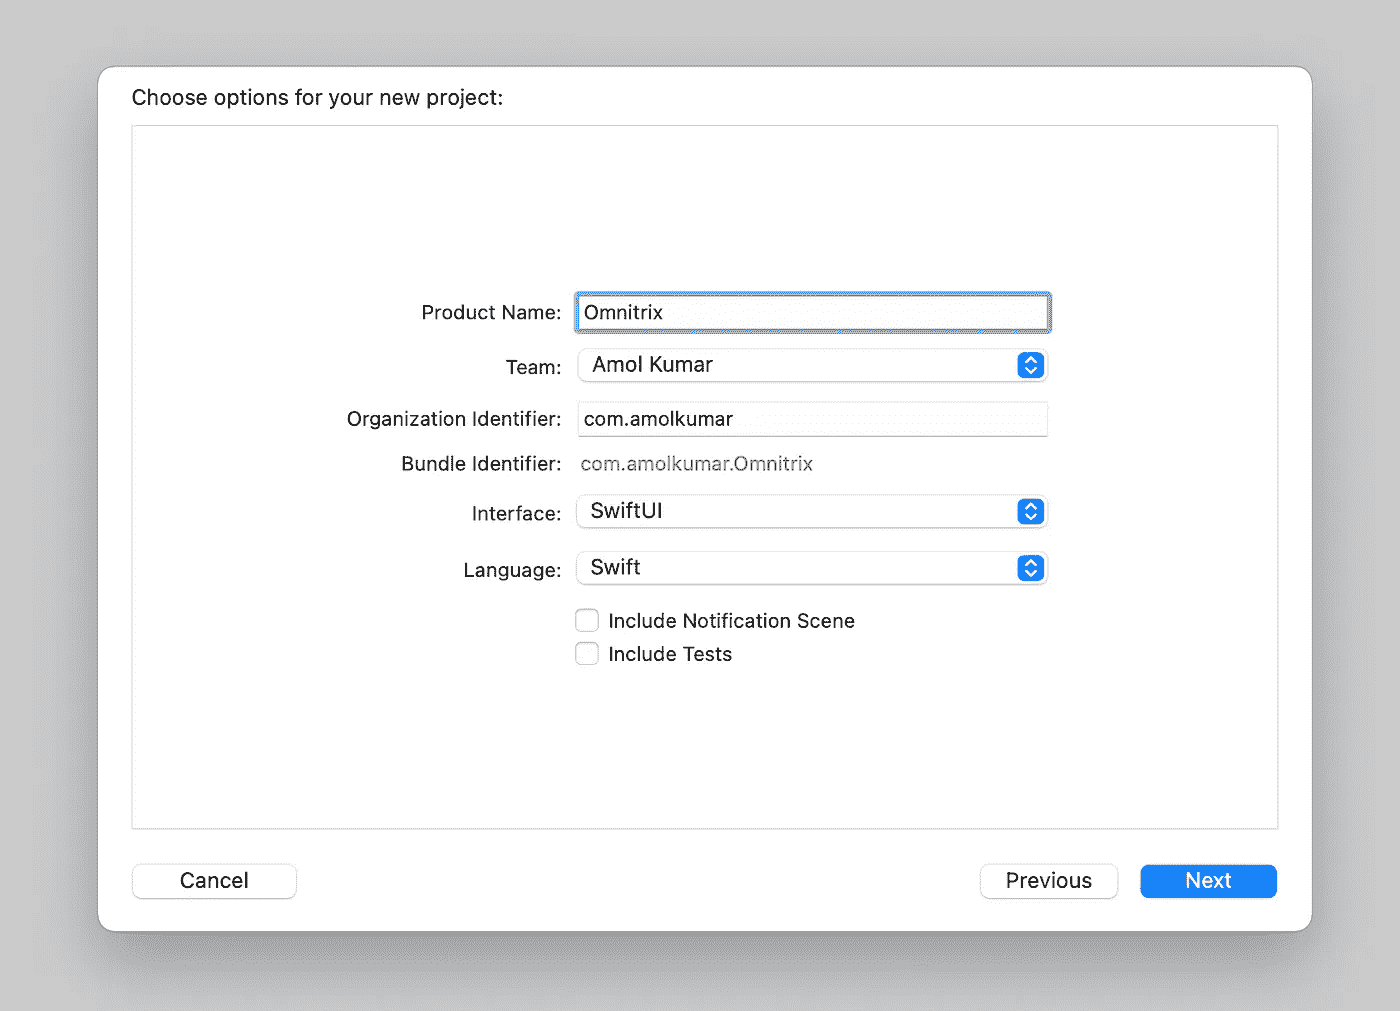 Choose options for your new project:
Product Name: Omnitrix
Team: Amol Kumar
Organization Identifier: com.amolkumar
Bundle Identifier: com.amolkumar.Omnitrix
Interface: SwiftUI
Language: Swift
Include Notification Scene
Include Tests
Cancel Previous Next